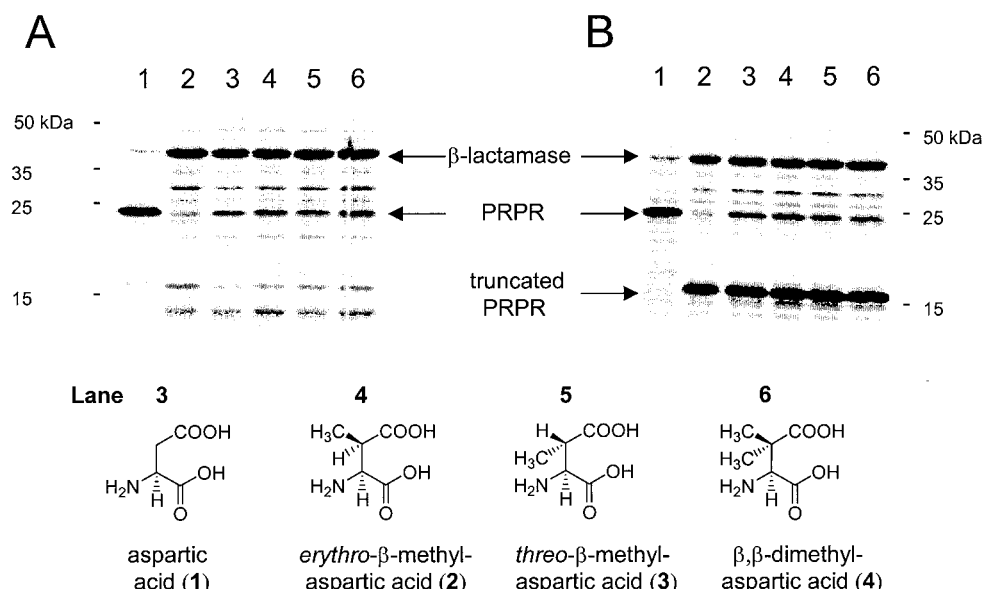 A B
1 2 3 4 5 6 1 2 3 4 5 6
50 kDa - - 50 kDa
β-lactamase
35 - - 35
25 - PRPR - 25
truncated
PRPR
15 - - 15
Lane 3 4 5 6
COOH H₃C COOH H COOH H₃C COOH
H H₃C H₃C
OH OH OH OH
H₂N H H₂N H H₂N H H₂N H
O O O O
aspartic erythro-β-methyl- threo-β-methyl- β,β-dimethyl-
acid (1) aspartic acid (2) aspartic acid (3) aspartic acid (4)